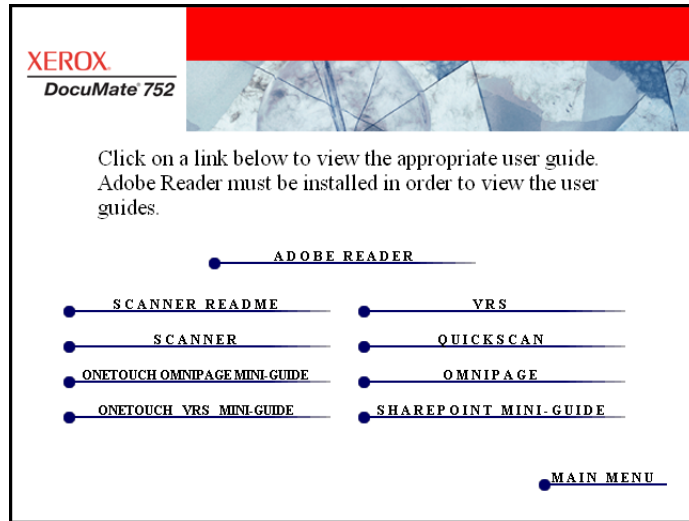 XEROX
DocuMate® 752
Click on a link below to view the appropriate user guide.
Adobe Reader must be installed in order to view the user
guides.
ADOBE READER
SCANNER README
SCANNER
ONETOUCH OMNIPAGE MINI-GUIDE
ONETOUCH VRS MINI-GUIDE
VRS
QUICKSCAN
OMNIPAGE
SHAREPOINT MINI-GUIDE
MAIN MENU